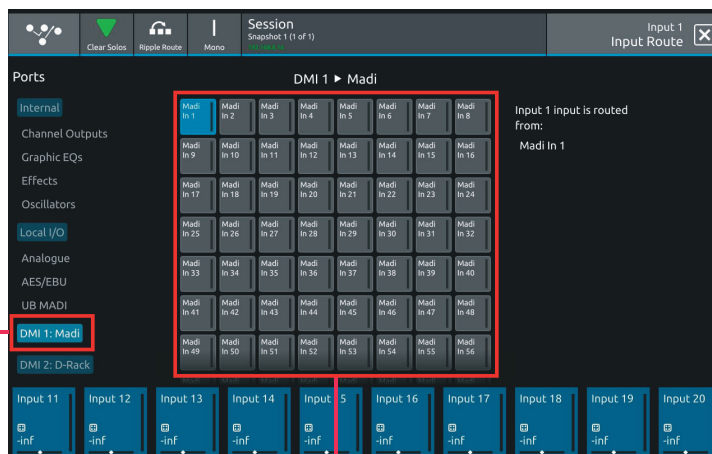 Session
Snapshot 1 (1 of 1)
Clear Solos
Ripple Route
Mono
Input 1
Input Route
Ports
DMI 1 ▶ Madi
Internal
Channel Outputs
Graphic EQs
Effects
Oscillators
Local I/O
Analogue
AES/EBU
UB MADI
DMI 1: Madi
DMI 2: D-Rack
Madi In 1
Madi In 2
Madi In 3
Madi In 4
Madi In 5
Madi In 6
Madi In 7
Madi In 8
Madi In 9
Madi In 10
Madi In 11
Madi In 12
Madi In 13
Madi In 14
Madi In 15
Madi In 16
Madi In 17
Madi In 18
Madi In 19
Madi In 20
Madi In 21
Madi In 22
Madi In 23
Madi In 24
Madi In 25
Madi In 26
Madi In 27
Madi In 28
Madi In 29
Madi In 30
Madi In 31
Madi In 32
Madi In 33
Madi In 34
Madi In 35
Madi In 36
Madi In 37
Madi In 38
Madi In 39
Madi In 40
Madi In 41
Madi In 42
Madi In 43
Madi In 44
Madi In 45
Madi In 46
Madi In 47
Madi In 48
Madi In 49
Madi In 50
Madi In 51
Madi In 52
Madi In 53
Madi In 54
Madi In 55
Madi In 56
Input 1 input is routed
from:
Madi In 1
Input 11
-inf
Input 12
-inf
Input 13
-inf
Input 14
-inf
Input 5
-inf
Input 16
-inf
Input 17
-inf
Input 18
-inf
Input 19
-inf
Input 20
-inf